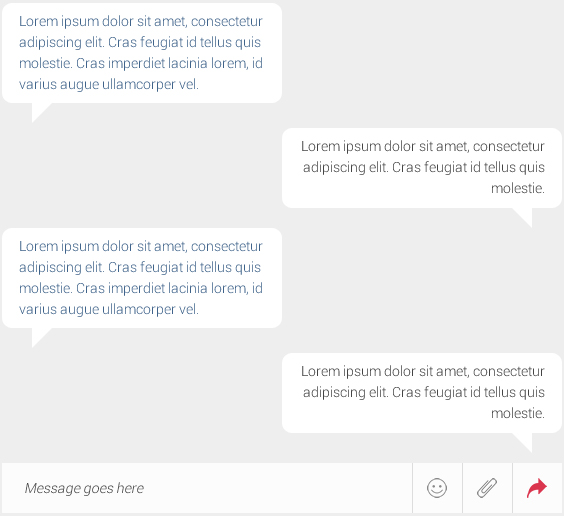 Lorem ipsum dolor sit amet, consectetur
adipiscing elit. Cras feugiat id tellus quis
molestie. Cras imperdiet lacinia lorem, id
varius augue ullamcorper vel.
Lorem ipsum dolor sit amet, consectetur
adipiscing elit. Cras feugiat id tellus quis
molestie.
Lorem ipsum dolor sit amet, consectetur
adipiscing elit. Cras feugiat id tellus quis
molestie. Cras imperdiet lacinia lorem, id
varius augue ullamcorper vel.
Lorem ipsum dolor sit amet, consectetur
adipiscing elit. Cras feugiat id tellus quis
molestie.
Message goes here